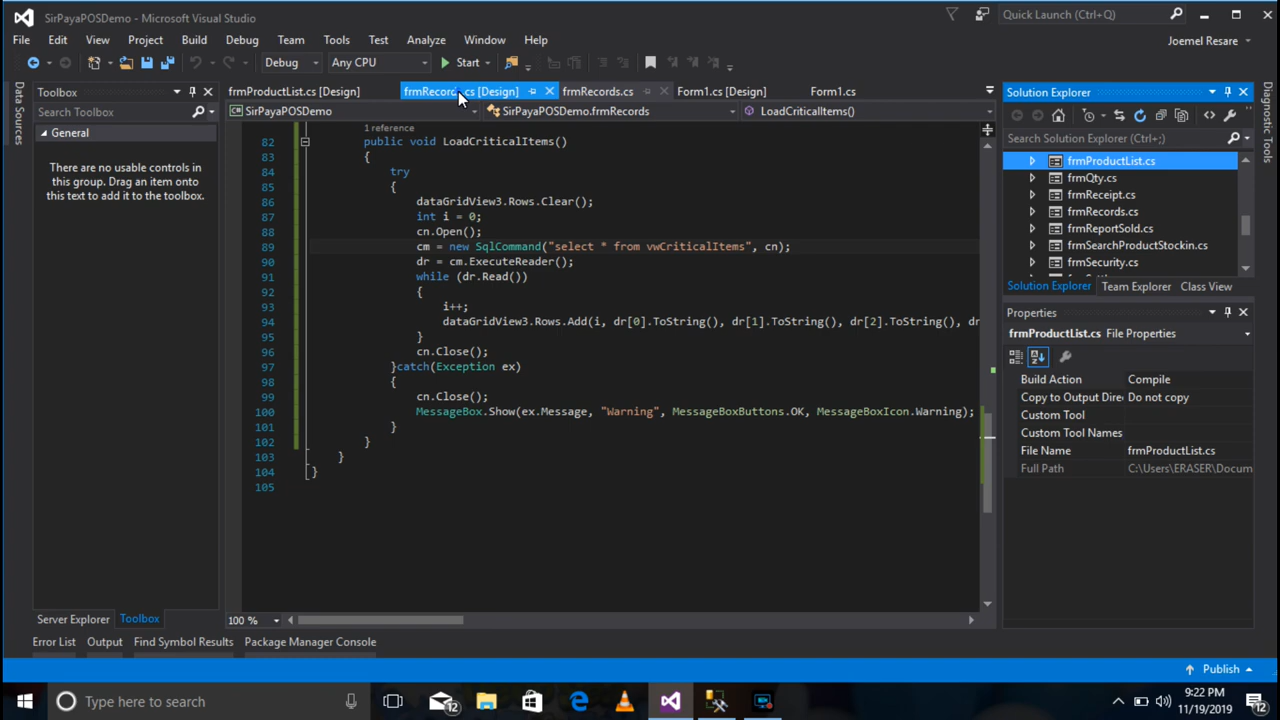 SirPayaPOSDemo - Microsoft Visual Studio
Quick Launch (Ctrl+Q)
File Edit View Project Build Debug Team Tools Test Analyze Window Help
Joemel Resare
Debug Any CPU Start
Data Sources
Toolbox
Search Toolbox
General
There are no usable controls in
this group. Drag an item onto
this text to add it to the toolbox.
Server Explorer Toolbox
frmProductList.cs [Design] frmRecord .cs [Design] frmRecords.cs Form1.cs [Design] Form1.cs
SirPayaPOSDemo SirPayaPOSDemo.frmRecords LoadCriticalItems()
1 reference
82 public void LoadCriticalItems()
83 {
84 try
85 {
86 dataGridView3.Rows.Clear();
87 int i = 0;
88 cn.Open();
89 cm = new SqlCommand("select * from vwCriticalItems", cn);
90 dr = cm.ExecuteReader();
91 while (dr.Read())
92 {
93 i++;
94 dataGridView3.Rows.Add(i, dr[0].ToString(), dr[1].ToString(), dr[2].ToString(), dr
95 }
96 cn.Close();
97 }catch(Exception ex)
98 {
99 cn.Close();
100 MessageBox.Show(ex.Message, "Warning", MessageBoxButtons.OK, MessageBoxIcon.Warning);
101 }
102 }
103 }
104 }
105
100 %
Solution Explorer
Search Solution Explorer (Ctrl+;)
frmProductList.cs
frmQty.cs
frmReceipt.cs
frmRecords.cs
frmReportSold.cs
frmSearchProductStockin.cs
frmSecurity.cs
Solution Explorer Team Explorer Class View
Properties
frmProductList.cs File Properties
Build Action Compile
Copy to Output Direc Do not copy
Custom Tool
Custom Tool Names
File Name frmProductList.cs
Full Path C:\Users\ERASER\Docum
Notifications
Error List Output Find Symbol Results Package Manager Console
Publish
Type here to search
12
9:22 PM
11/19/2019
12